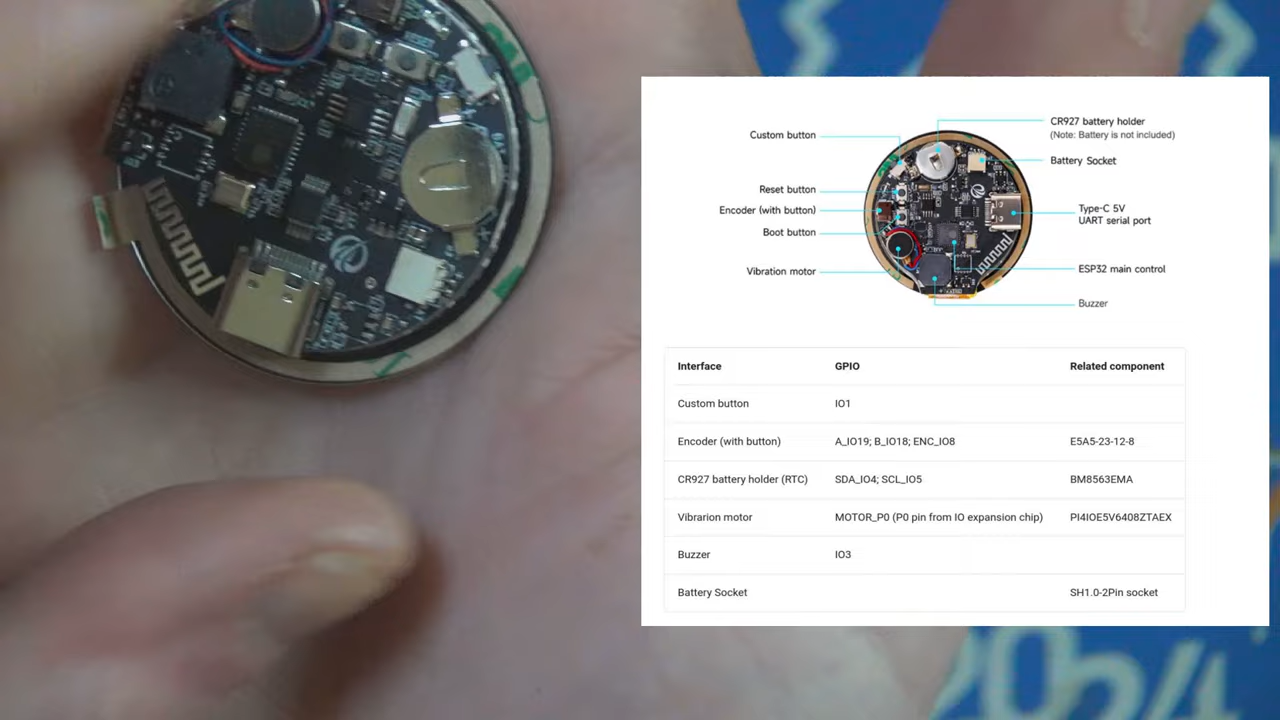 CR927 battery holder
(Note: Battery is not included)
Custom button
Battery Socket
Reset button
Encoder (with button)
Type-C 5V
UART serial port
Boot button
Vibration motor
ESP32 main control
Buzzer
Interface GPIO Related component
Custom button IO1
Encoder (with button) A_IO19; B_IO18; ENC_IO8 E5A5-23-12-8
CR927 battery holder (RTC) SDA_IO4; SCL_IO5 BM8563EMA
Vibrarion motor MOTOR_P0 (P0 pin from IO expansion chip) PI4IOE5V6408ZTAEX
Buzzer IO3
Battery Socket SH1.0-2Pin socket
2024